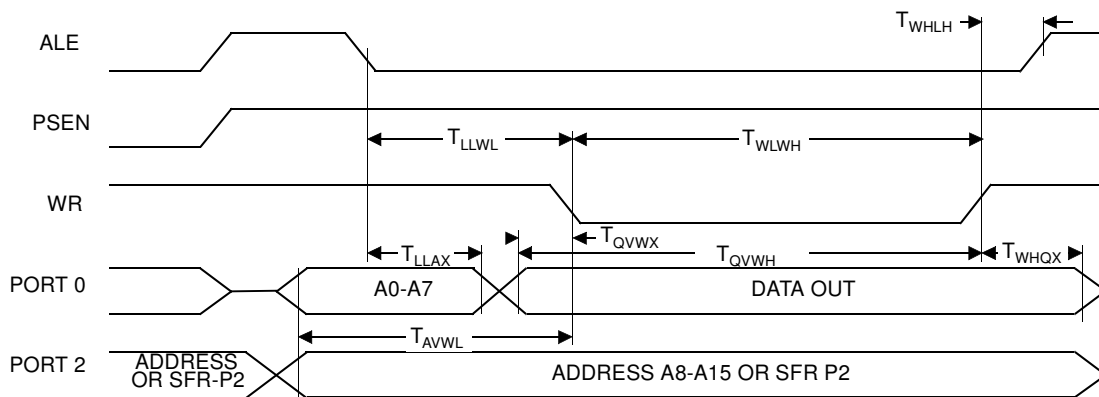 ALE
T_WHLH
PSEN
T_LLWL
T_WLWH
WR
T_QVWX
T_LLAX
T_QVWH
T_WHQX
PORT 0
A0-A7
DATA OUT
T_AVWL
PORT 2
ADDRESS
OR SFR-P2
ADDRESS A8-A15 OR SFR P2